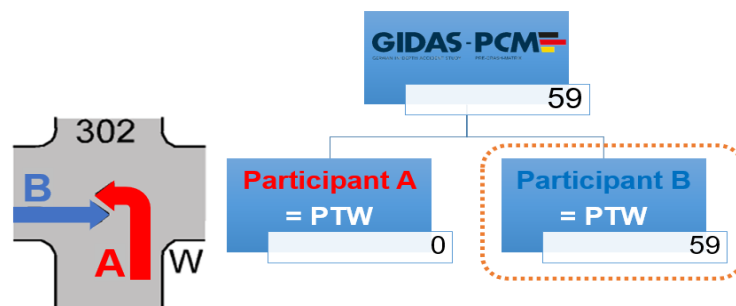 GIDAS-PCM
59
302
B
A
W
Participant A
= PTW
0
Participant B
= PTW
59